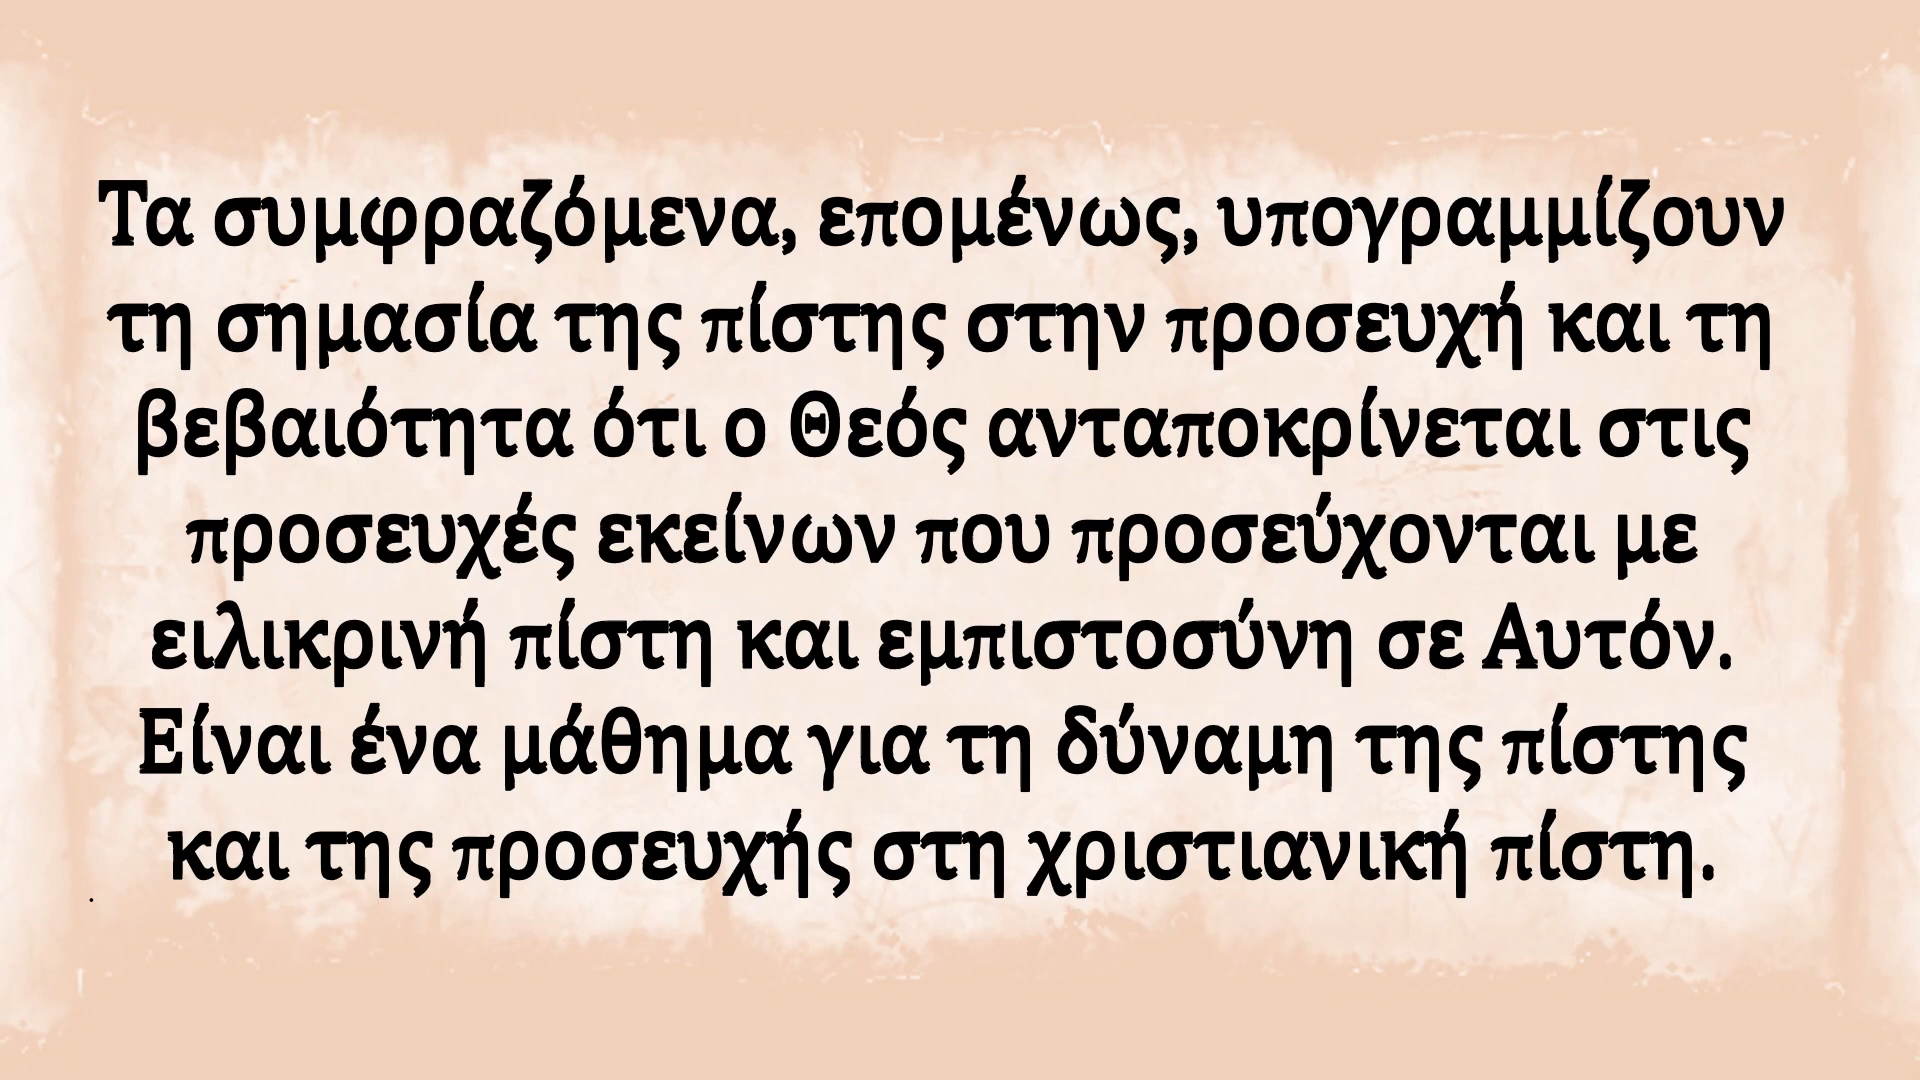 Τα συμφραζόμενα, επομένως, υπογραμμίζουν
τη σημασία της πίστης στην προσευχή και τη
βεβαιότητα ότι ο Θεός ανταποκρίνεται στις
προσευχές εκείνων που προσεύχονται με
ειλικρινή πίστη και εμπιστοσύνη σε Αυτόν.
Είναι ένα μάθημα για τη δύναμη της πίστης
και της προσευχής στη χριστιανική πίστη.
.